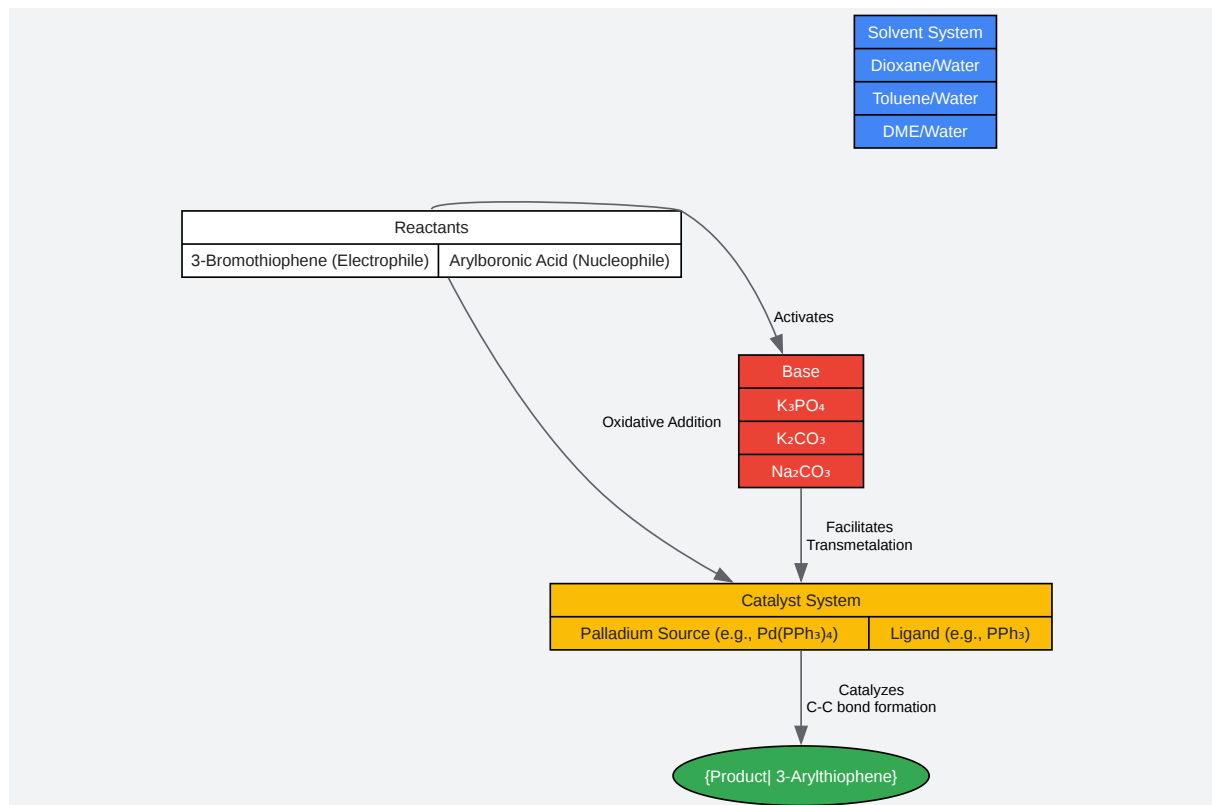 Solvent System
Dioxane/Water
Toluene/Water
DME/Water
Reactants
3-Bromothiophene (Electrophile)
Arylboronic Acid (Nucleophile)
Activates
Base
K₃PO₄
K₂CO₃
Na₂CO₃
Oxidative Addition
Facilitates
Transmetalation
Catalyst System
Palladium Source (e.g., Pd(PPh₃)₄)
Ligand (e.g., PPh₃)
Catalyzes
C-C bond formation
{Product| 3-Arylthiophene}